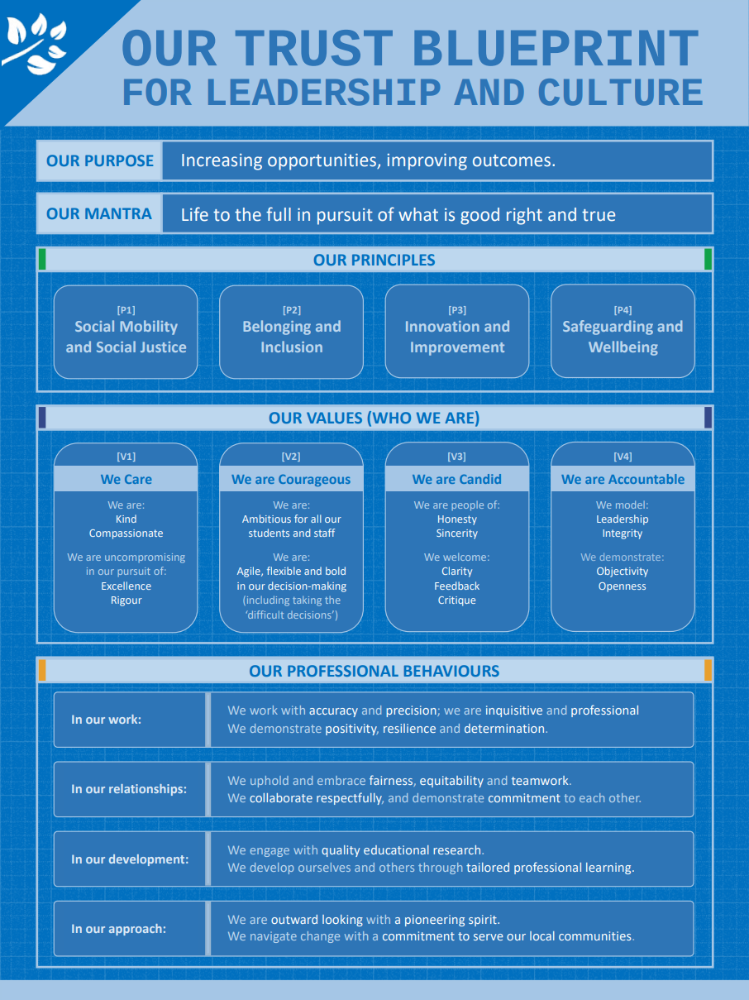 OUR TRUST BLUEPRINT
FOR LEADERSHIP AND CULTURE
OUR PURPOSE
Increasing opportunities, improving outcomes.
OUR MANTRA
Life to the full in pursuit of what is good right and true
OUR PRINCIPLES
[P1]
Social Mobility
and Social Justice
[P2]
Belonging and
Inclusion
[P3]
Innovation and
Improvement
[P4]
Safeguarding and
Wellbeing
OUR VALUES (WHO WE ARE)
[V1]
We Care
We are:
Kind
Compassionate
We are uncompromising
in our pursuit of:
Excellence
Rigour
[V2]
We are Courageous
We are:
Ambitious for all our
students and staff
We are:
Agile, flexible and bold
in our decision-making
(including taking the
‘difficult decisions’)
[V3]
We are Candid
We are people of:
Honesty
Sincerity
We welcome:
Clarity
Feedback
Critique
[V4]
We are Accountable
We model:
Leadership
Integrity
We demonstrate:
Objectivity
Openness
OUR PROFESSIONAL BEHAVIOURS
In our work:
We work with accuracy and precision; we are inquisitive and professional
We demonstrate positivity, resilience and determination.
In our relationships:
We uphold and embrace fairness, equitability and teamwork.
We collaborate respectfully, and demonstrate commitment to each other.
In our development:
We engage with quality educational research.
We develop ourselves and others through tailored professional learning.
In our approach:
We are outward looking with a pioneering spirit.
We navigate change with a commitment to serve our local communities.